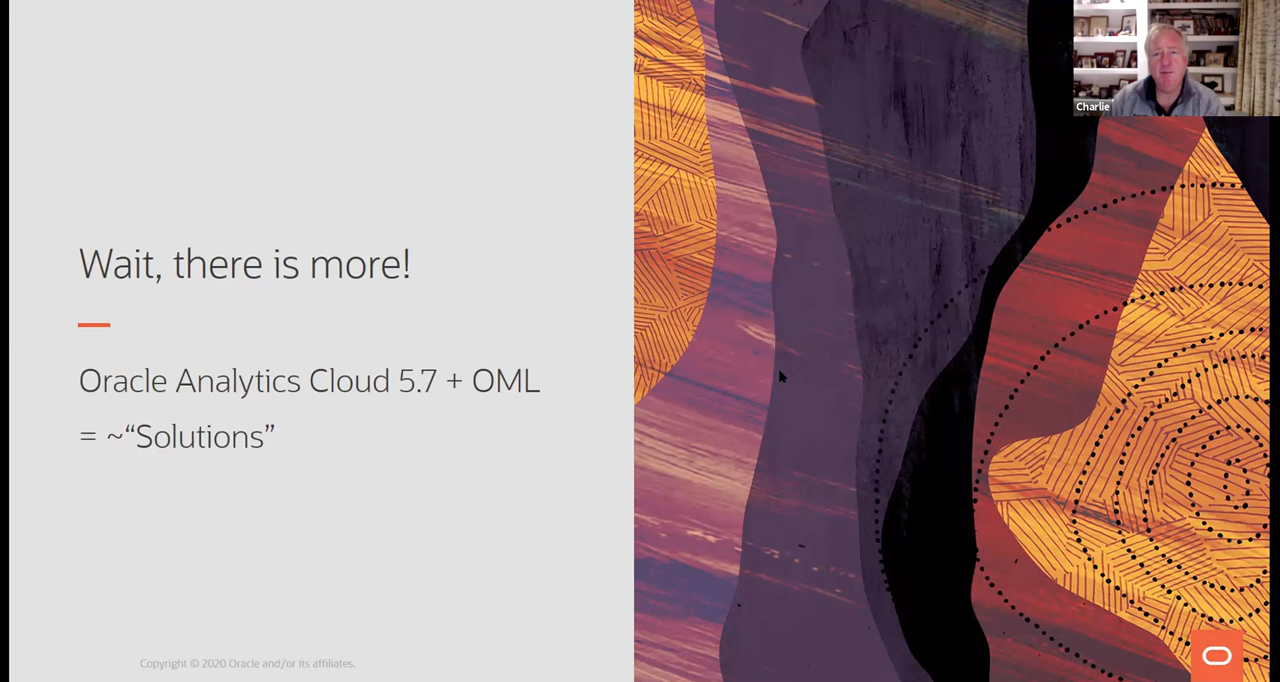 Charlie
Wait, there is more!
Oracle Analytics Cloud 5.7 + OML
= ~“Solutions”
Copyright © 2020 Oracle and/or its affiliates.